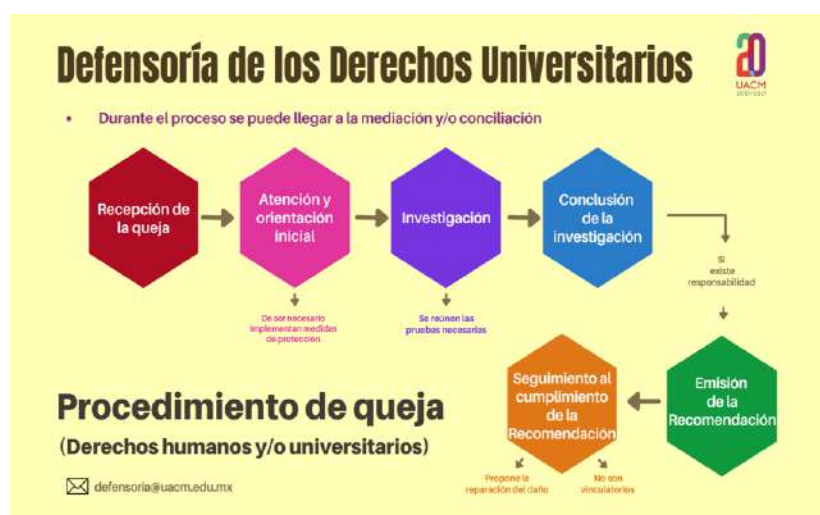 Defensoría de los Derechos Universitarios
20
UACM
• Durante el proceso se puede llegar a la mediación y/o conciliación
Recepción de
la queja
Atención y
orientación
inicial
Investigación
Conclusión
de la
investigación
De ser necesario
implementan medidas
de protección
Se reúnen las
pruebas necesarias
Si
existe
responsabilidad
Emisión
de la
Recomendación
Seguimiento al
cumplimiento
de la
Recomendación
Propone la
reparación del daño
No son
vinculatorios
Procedimiento de queja
(Derechos humanos y/o universitarios)
defensoria@uacm.edu.mx